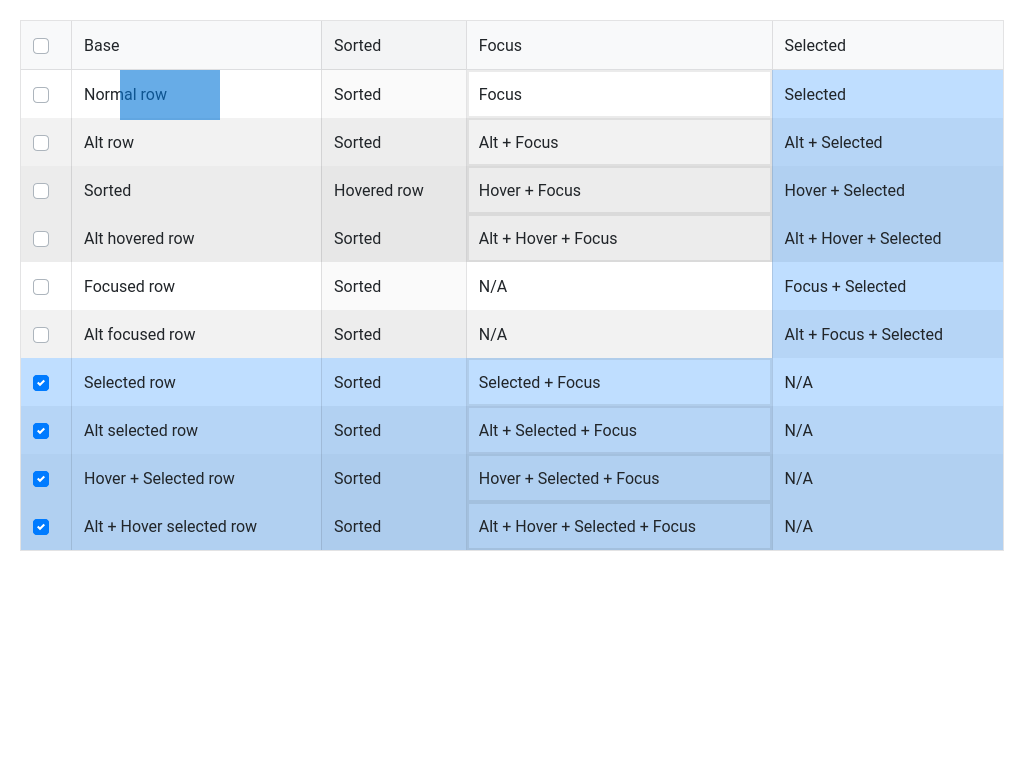 Base Sorted Focus Selected
Normal row Sorted Focus Selected
Alt row Sorted Alt + Focus Alt + Selected
Sorted Hovered row Hover + Focus Hover + Selected
Alt hovered row Sorted Alt + Hover + Focus Alt + Hover + Selected
Focused row Sorted N/A Focus + Selected
Alt focused row Sorted N/A Alt + Focus + Selected
Selected row Sorted Selected + Focus N/A
Alt selected row Sorted Alt + Selected + Focus N/A
Hover + Selected row Sorted Hover + Selected + Focus N/A
Alt + Hover selected row Sorted Alt + Hover + Selected + Focus N/A